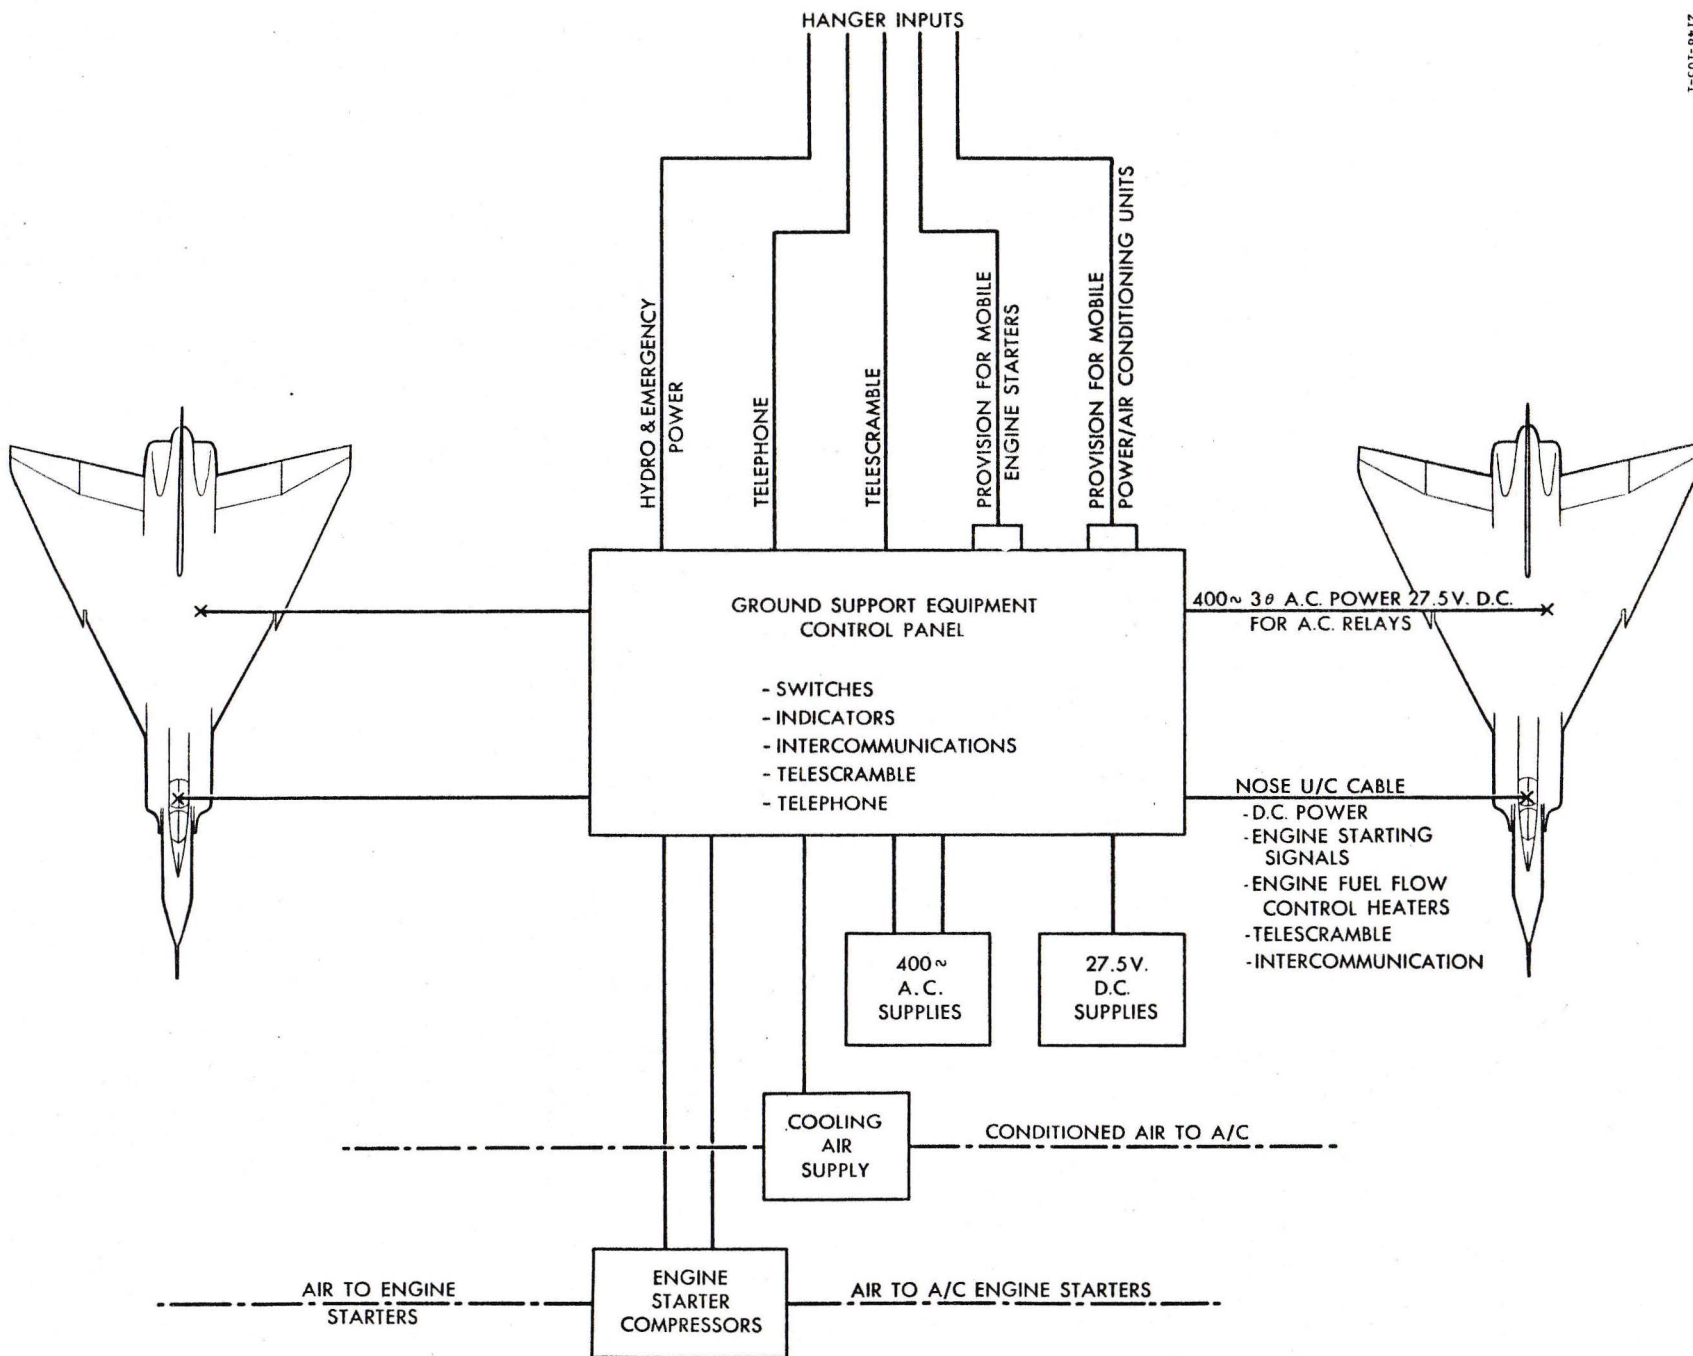 HANGER INPUTS
2148-103-1
HYDRO & EMERGENCY
POWER
TELEPHONE
TELESCRAMBLE
PROVISION FOR MOBILE
ENGINE STARTERS
PROVISION FOR MOBILE
POWER/AIR CONDITIONING UNITS
GROUND SUPPORT EQUIPMENT
CONTROL PANEL
- SWITCHES
- INDICATORS
- INTERCOMMUNICATIONS
- TELESCRAMBLE
- TELEPHONE
400~ 3θ A.C. POWER 27.5V. D.C.
FOR A.C. RELAYS
NOSE U/C CABLE
- D.C. POWER
- ENGINE STARTING
SIGNALS
- ENGINE FUEL FLOW
CONTROL HEATERS
- TELESCRAMBLE
- INTERCOMMUNICATION
400~
A.C.
SUPPLIES
27.5V.
D.C.
SUPPLIES
COOLING
AIR
SUPPLY
CONDITIONED AIR TO A/C
AIR TO ENGINE
STARTERS
ENGINE
STARTER
COMPRESSORS
AIR TO A/C ENGINE STARTERS